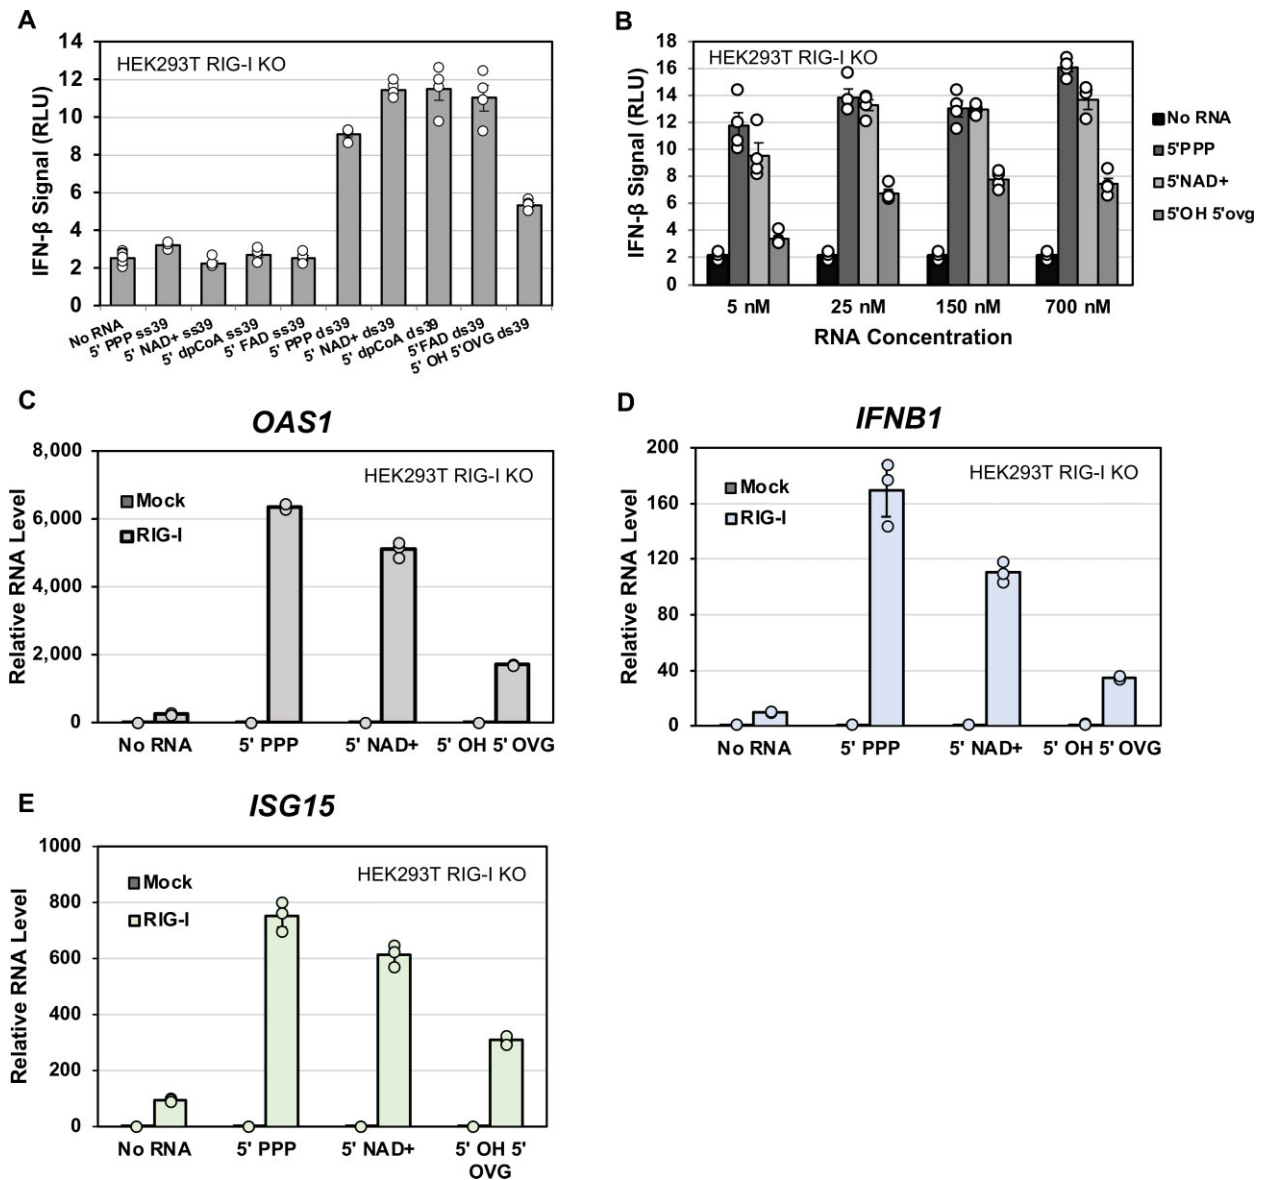 A
HEK293T RIG-I KO
IFN-β Signal (RLU)
14
12
10
8
6
4
2
0
No RNA
5' PPP ss39
5' NAD+ ss39
5' dpCoA ss39
5' FAD ss39
5' PPP ds39
5' NAD+ ds39
5' dpCoA ds39
5'FAD ds39
5' OH 5'OVG ds39
B
HEK293T RIG-I KO
IFN-β Signal (RLU)
18
16
14
12
10
8
6
4
2
0
5 nM 25 nM 150 nM 700 nM
RNA Concentration
No RNA
5'PPP
5'NAD+
5'OH 5'ovg
C
OAS1
HEK293T RIG-I KO
Mock
RIG-I
Relative RNA Level
8,000
6,000
4,000
2,000
0
No RNA 5' PPP 5' NAD+ 5' OH 5' OVG
D
IFNB1
HEK293T RIG-I KO
Mock
RIG-I
Relative RNA Level
200
160
120
80
40
0
No RNA 5' PPP 5' NAD+ 5' OH 5' OVG
E
ISG15
HEK293T RIG-I KO
Mock
RIG-I
Relative RNA Level
1000
800
600
400
200
0
No RNA 5' PPP 5' NAD+ 5' OH 5'
OVG